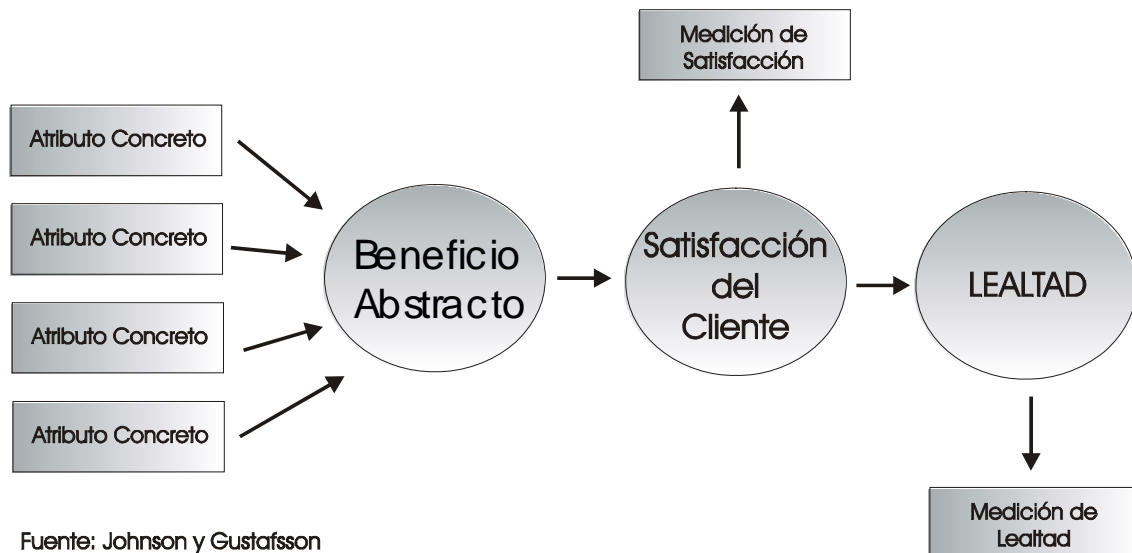 Medición de
Satisfacción
Atributo Concreto
Atributo Concreto
Atributo Concreto
Atributo Concreto
Beneficio
Abstracto
Satisfacción
del
Cliente
LEALTAD
Medición de
Lealtad
Fuente: Johnson y Gustafsson